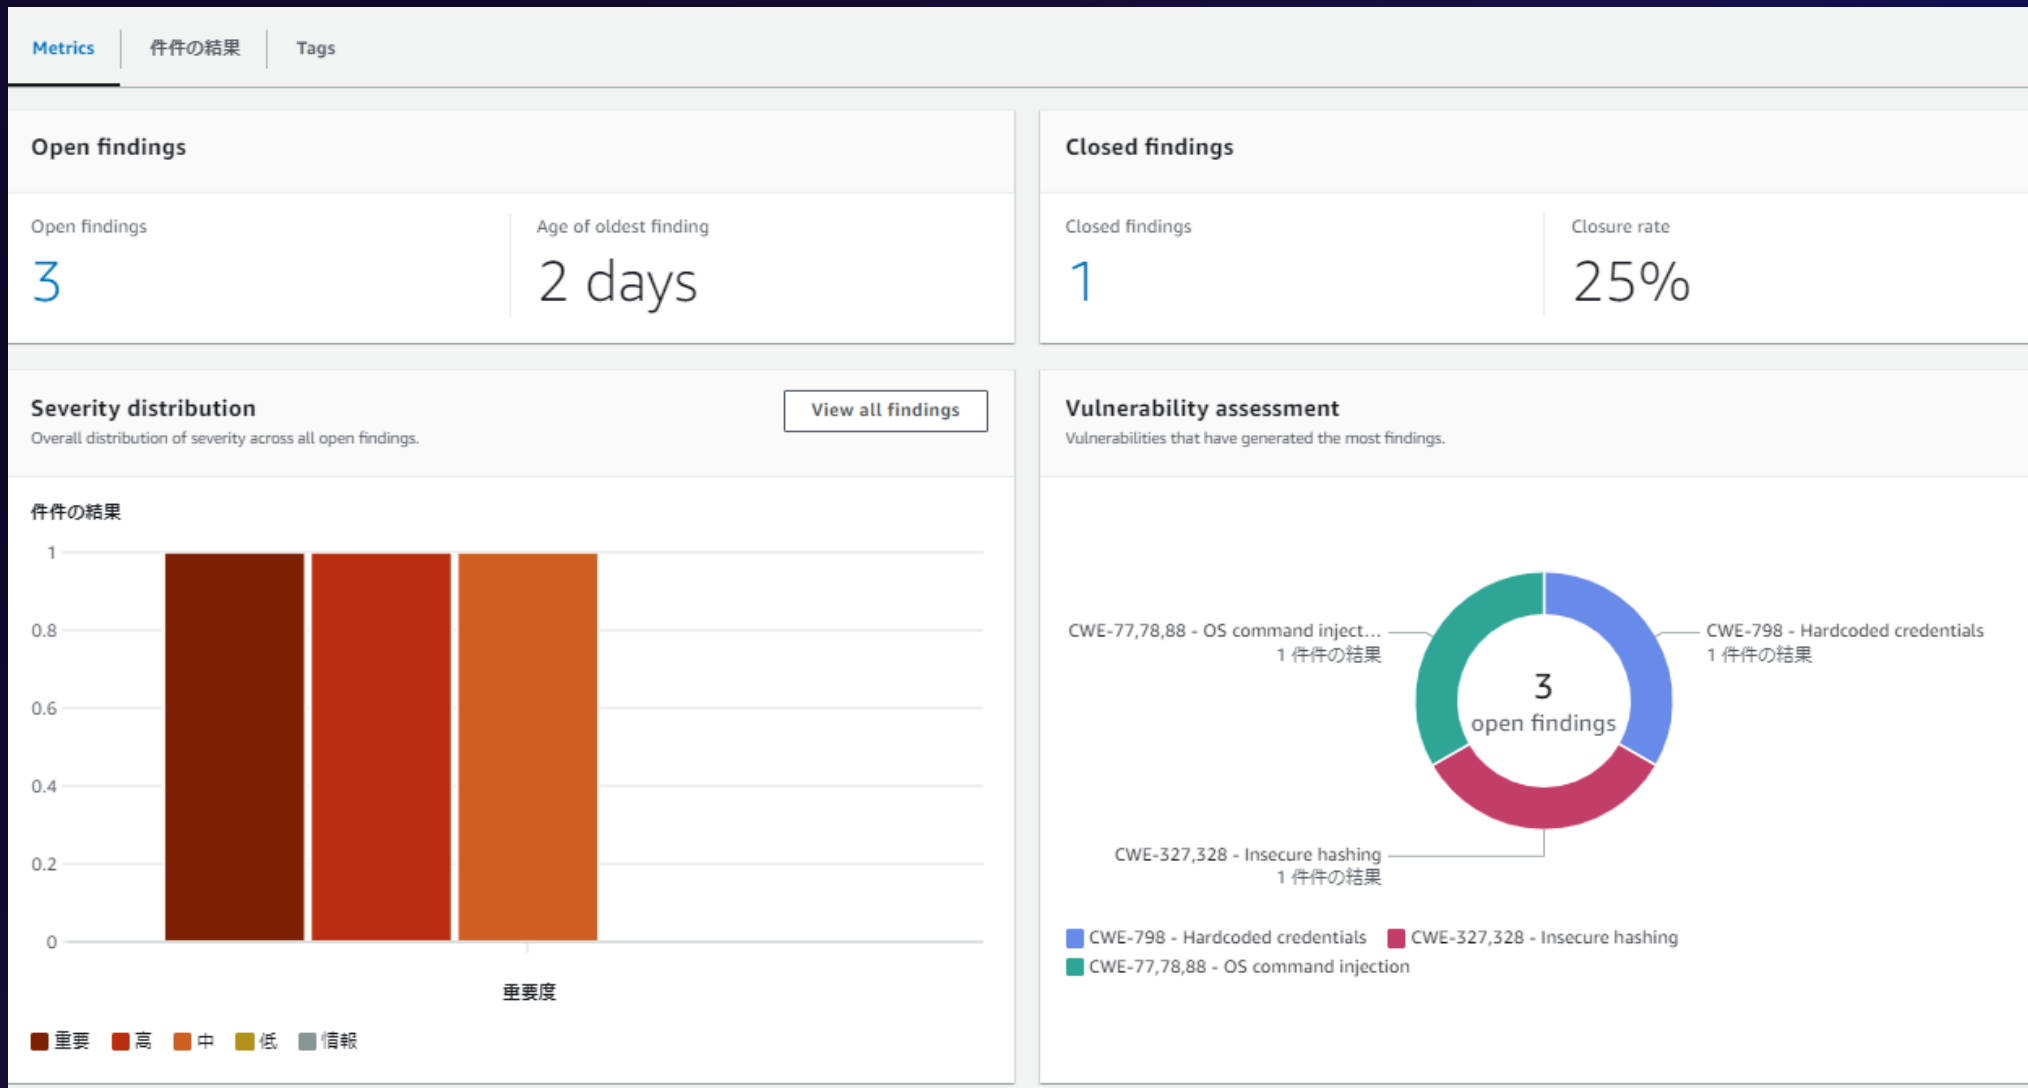 Metrics
件件の結果
Tags
Open findings
Open findings
3
Age of oldest finding
2 days
Closed findings
Closed findings
1
Closure rate
25%
Severity distribution
Overall distribution of severity across all open findings.
View all findings
件件の結果
1
0.8
0.6
0.4
0.2
0
重要度
重要
高
中
低
情報
Vulnerability assessment
Vulnerabilities that have generated the most findings.
CWE-77,78,88 - OS command inject...
1 件件の結果
CWE-798 - Hardcoded credentials
1 件件の結果
3
open findings
CWE-327,328 - Insecure hashing
1 件件の結果
CWE-798 - Hardcoded credentials
CWE-327,328 - Insecure hashing
CWE-77,78,88 - OS command injection